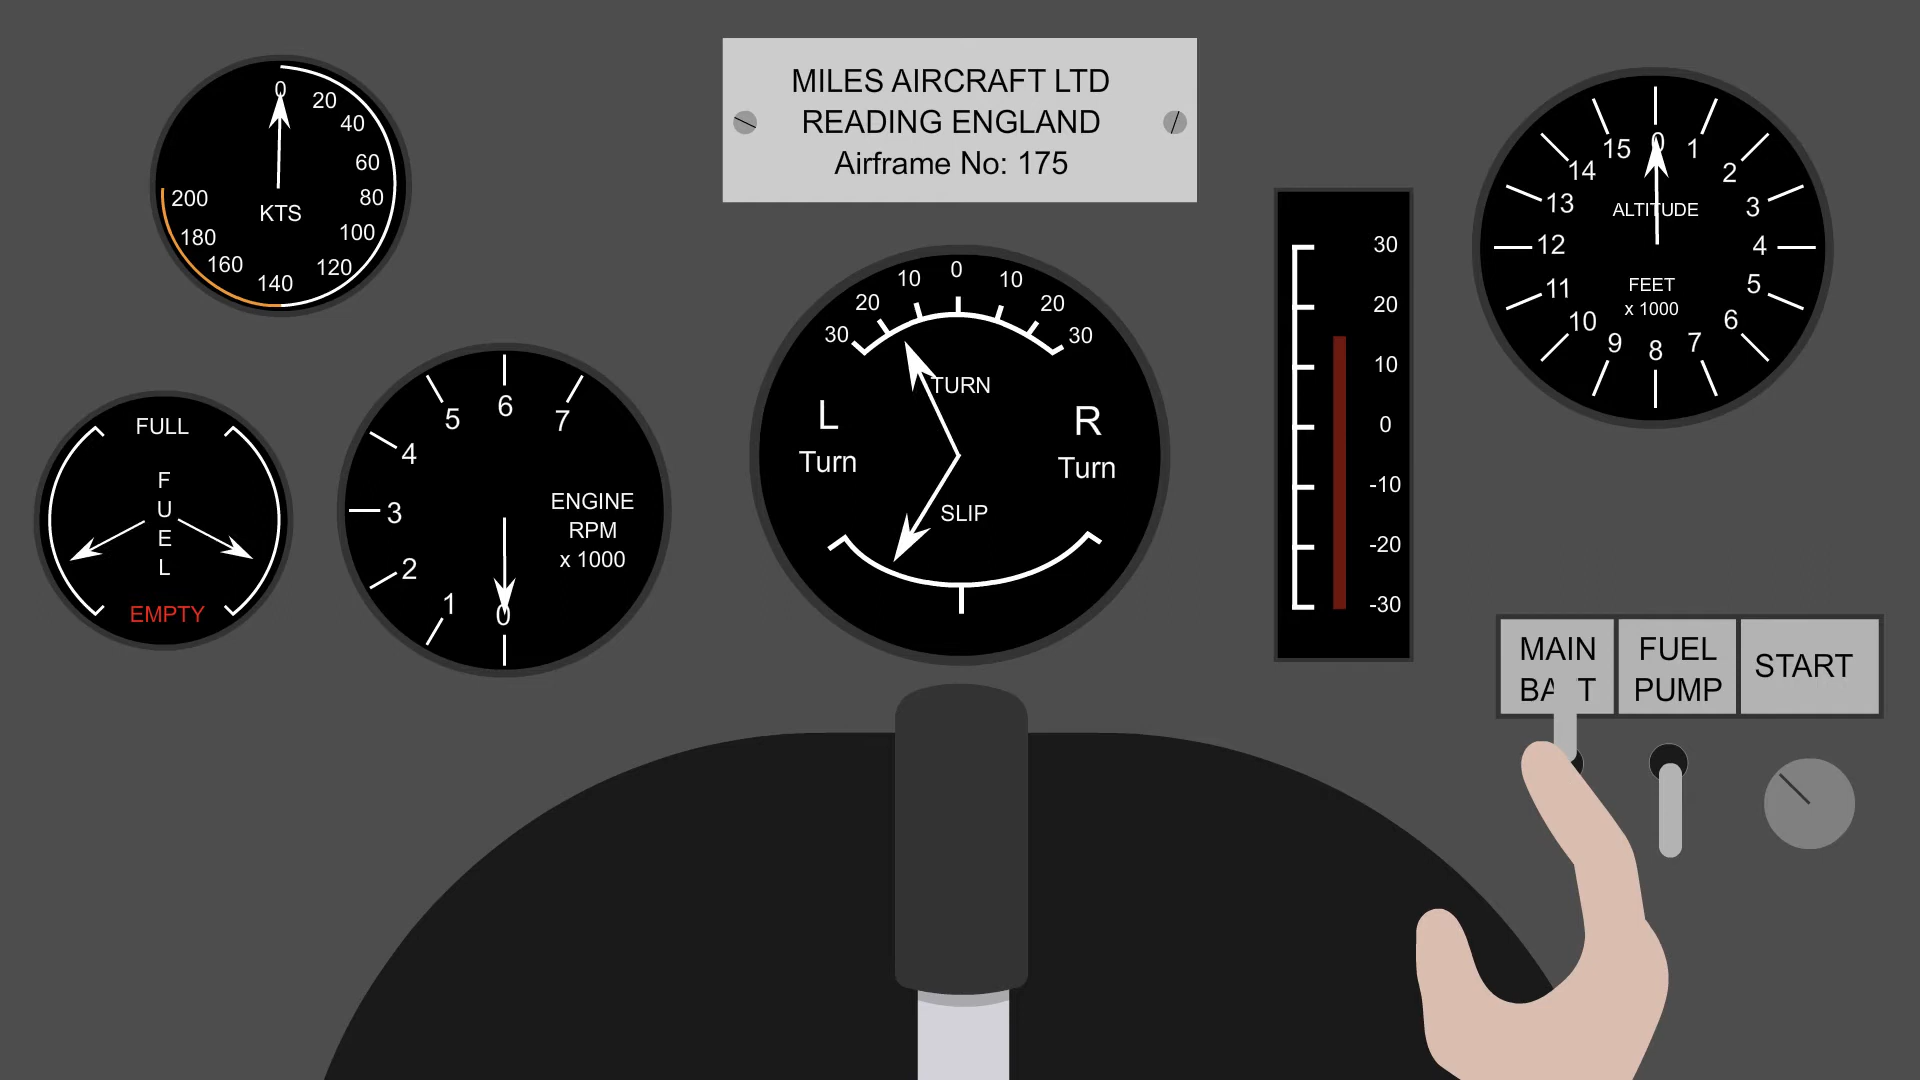 MILES AIRCRAFT LTD
READING ENGLAND
Airframe No: 175
0
20
40
60
80
100
120
140
160
180
200
KTS
FULL
FUEL
EMPTY
0
1
2
3
4
5
6
7
ENGINE
RPM
x 1000
30 20 10 0 10 20 30
TURN
L
Turn
R
Turn
SLIP
30
20
10
0
-10
-20
-30
0
1
2
3
4
5
6
7
8
9
10
11
12
13
14
15
ALTITUDE
FEET
x 1000
MAIN
BA T
FUEL
PUMP
START